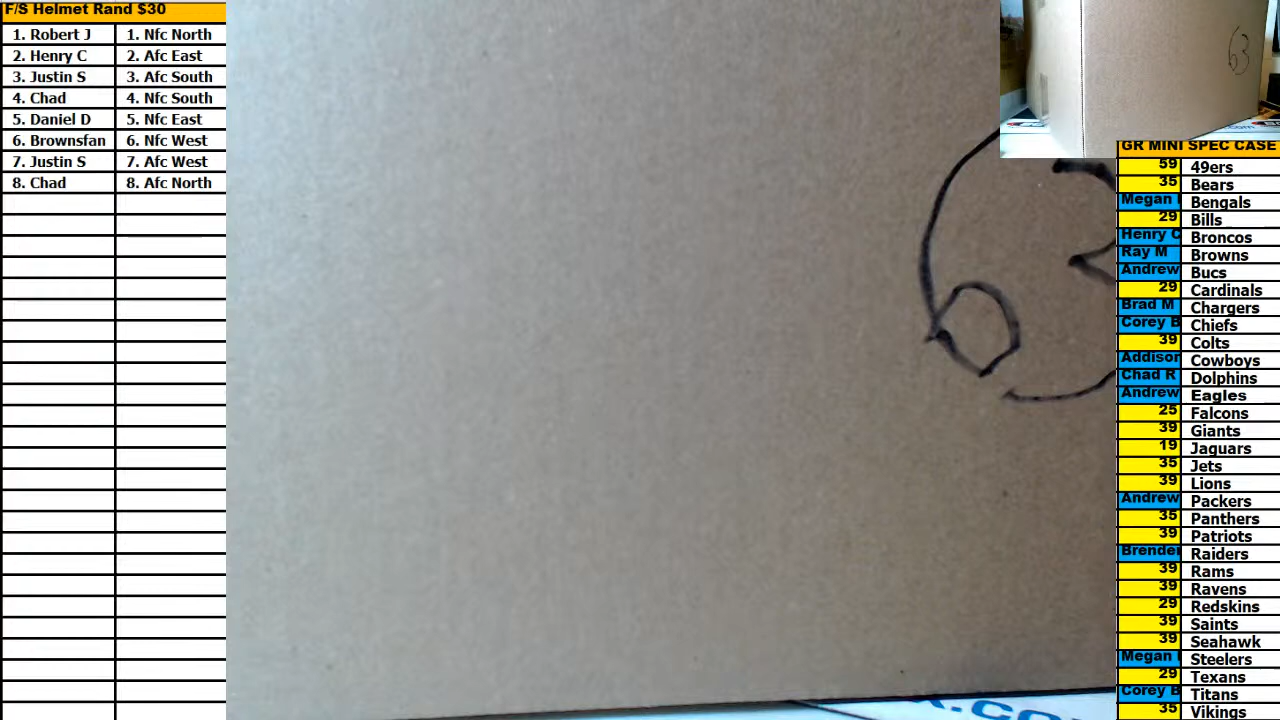 F/S Helmet Rand $30
1. Robert J 1. Nfc North
2. Henry C 2. Afc East
3. Justin S 3. Afc South
4. Chad 4. Nfc South
5. Daniel D 5. Nfc East
6. Brownsfan 6. Nfc West
7. Justin S 7. Afc West
8. Chad 8. Afc North
63
63
GR MINI SPEC CASE
59 49ers
35 Bears
Megan Bengals
29 Bills
Henry C Broncos
Ray M Browns
Andrew Bucs
29 Cardinals
Brad M Chargers
Corey B Chiefs
39 Colts
Addison Cowboys
Chad R Dolphins
Andrew Eagles
25 Falcons
39 Giants
19 Jaguars
35 Jets
39 Lions
Andrew Packers
35 Panthers
39 Patriots
Brende Raiders
39 Rams
39 Ravens
29 Redskins
39 Saints
39 Seahawk
Megan Steelers
29 Texans
Corey B Titans
35 Vikings